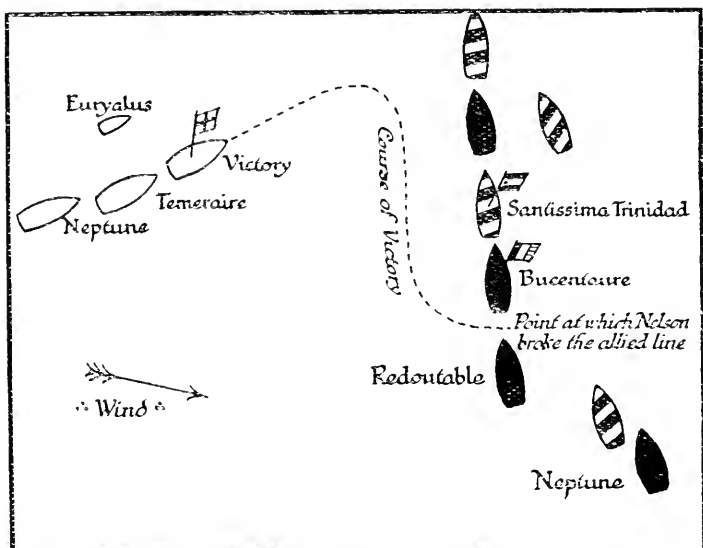 Euryalus
Victory
Temeraire
Neptune
Course of Victory
Santissima Trinidad
Bucentoure
Point at which Nelson
broke the allied line
Redoutable
Wind
Neptune